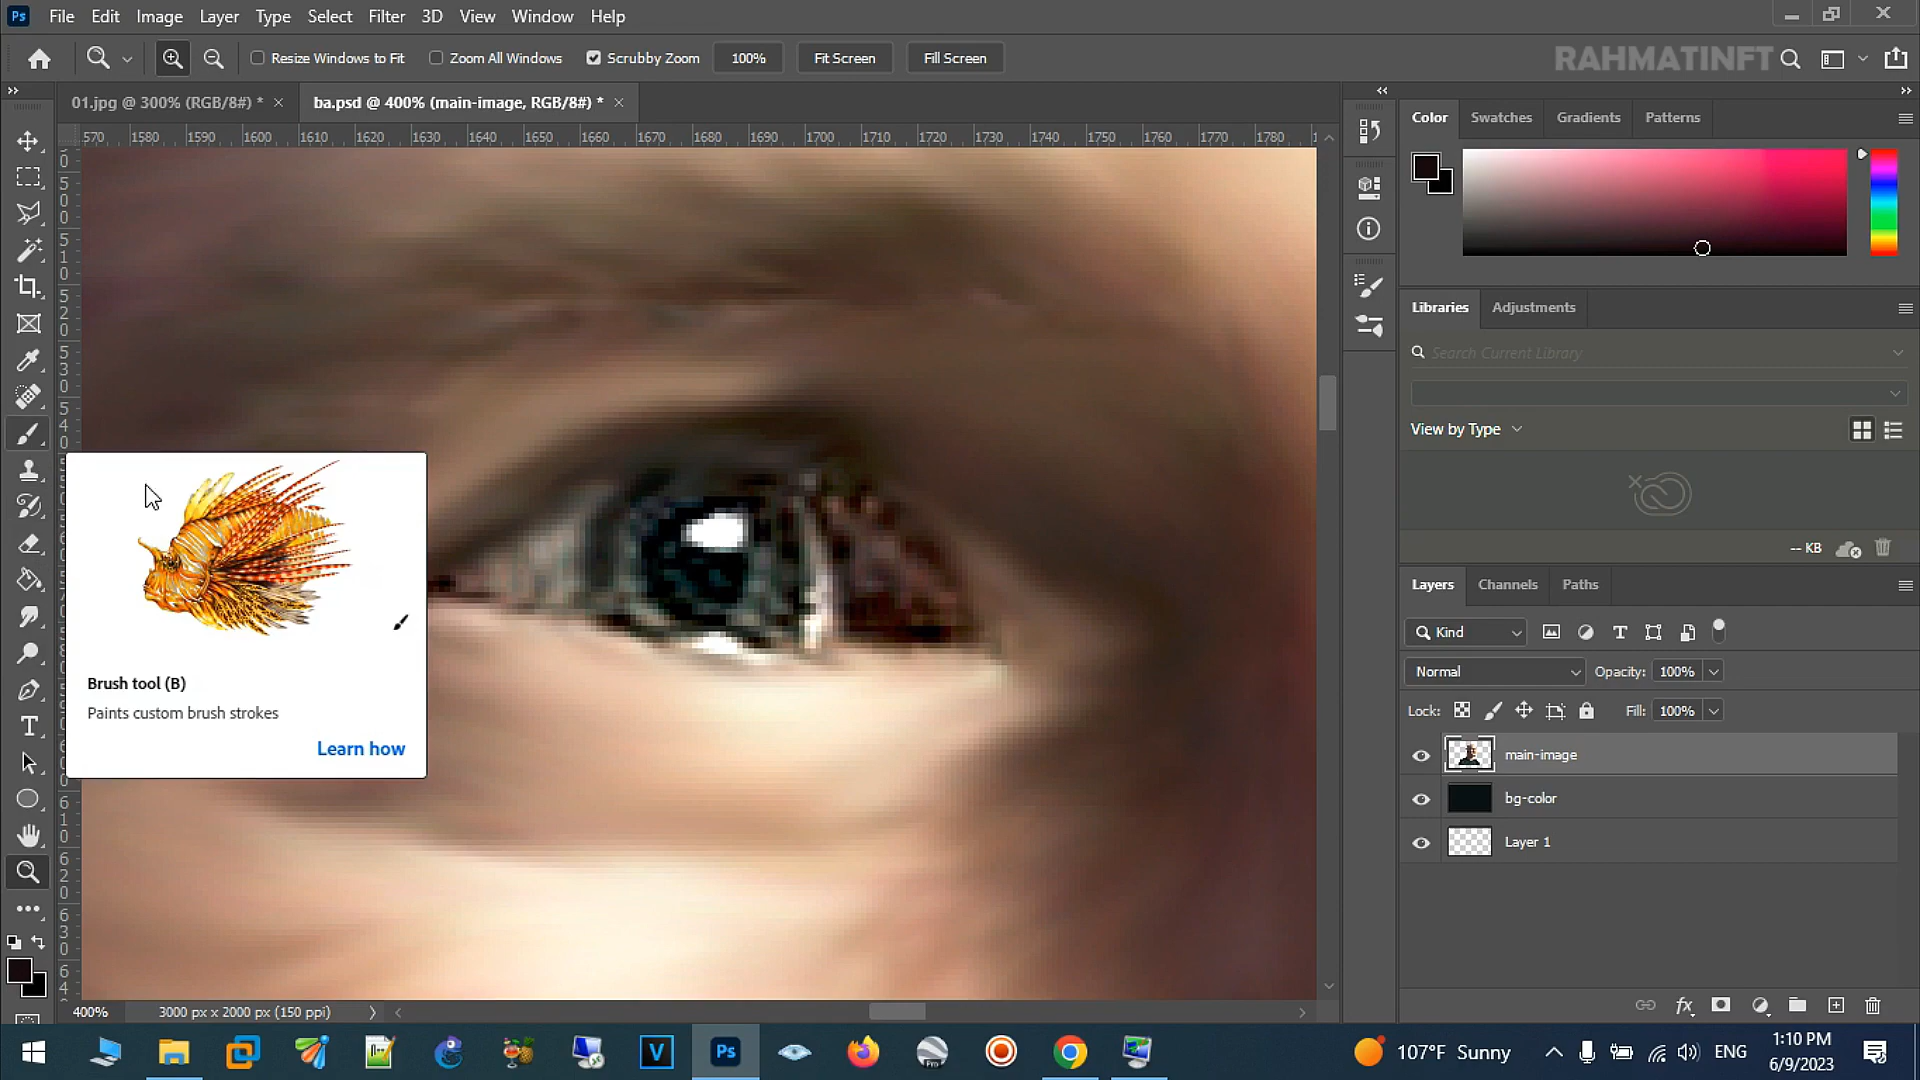 Ps File Edit Image Layer Type Select Filter 3D View Window Help
Resize Windows to Fit Zoom All Windows Scrubby Zoom 100% Fit Screen Fill Screen RAHMATINFT
01.jpg @ 300% (RGB/8#) * ba.psd @ 400% (main-image, RGB/8#) *
570 1580 1590 1600 1610 1620 1630 1640 1650 1660 1670 1680 1690 1700 1710 1720 1730 1740 1750 1760 1770 1780
Color Swatches Gradients Patterns
Libraries Adjustments
Search Current Library
View by Type
-- KB
Brush tool (B)
Paints custom brush strokes
Learn how
Layers Channels Paths
Kind
Normal Opacity: 100%
Lock: Fill: 100%
main-image
bg-color
Layer 1
400% 3000 px x 2000 px (150 ppi)
V Ps Pro 107°F Sunny ENG 1:10 PM
6/9/2023